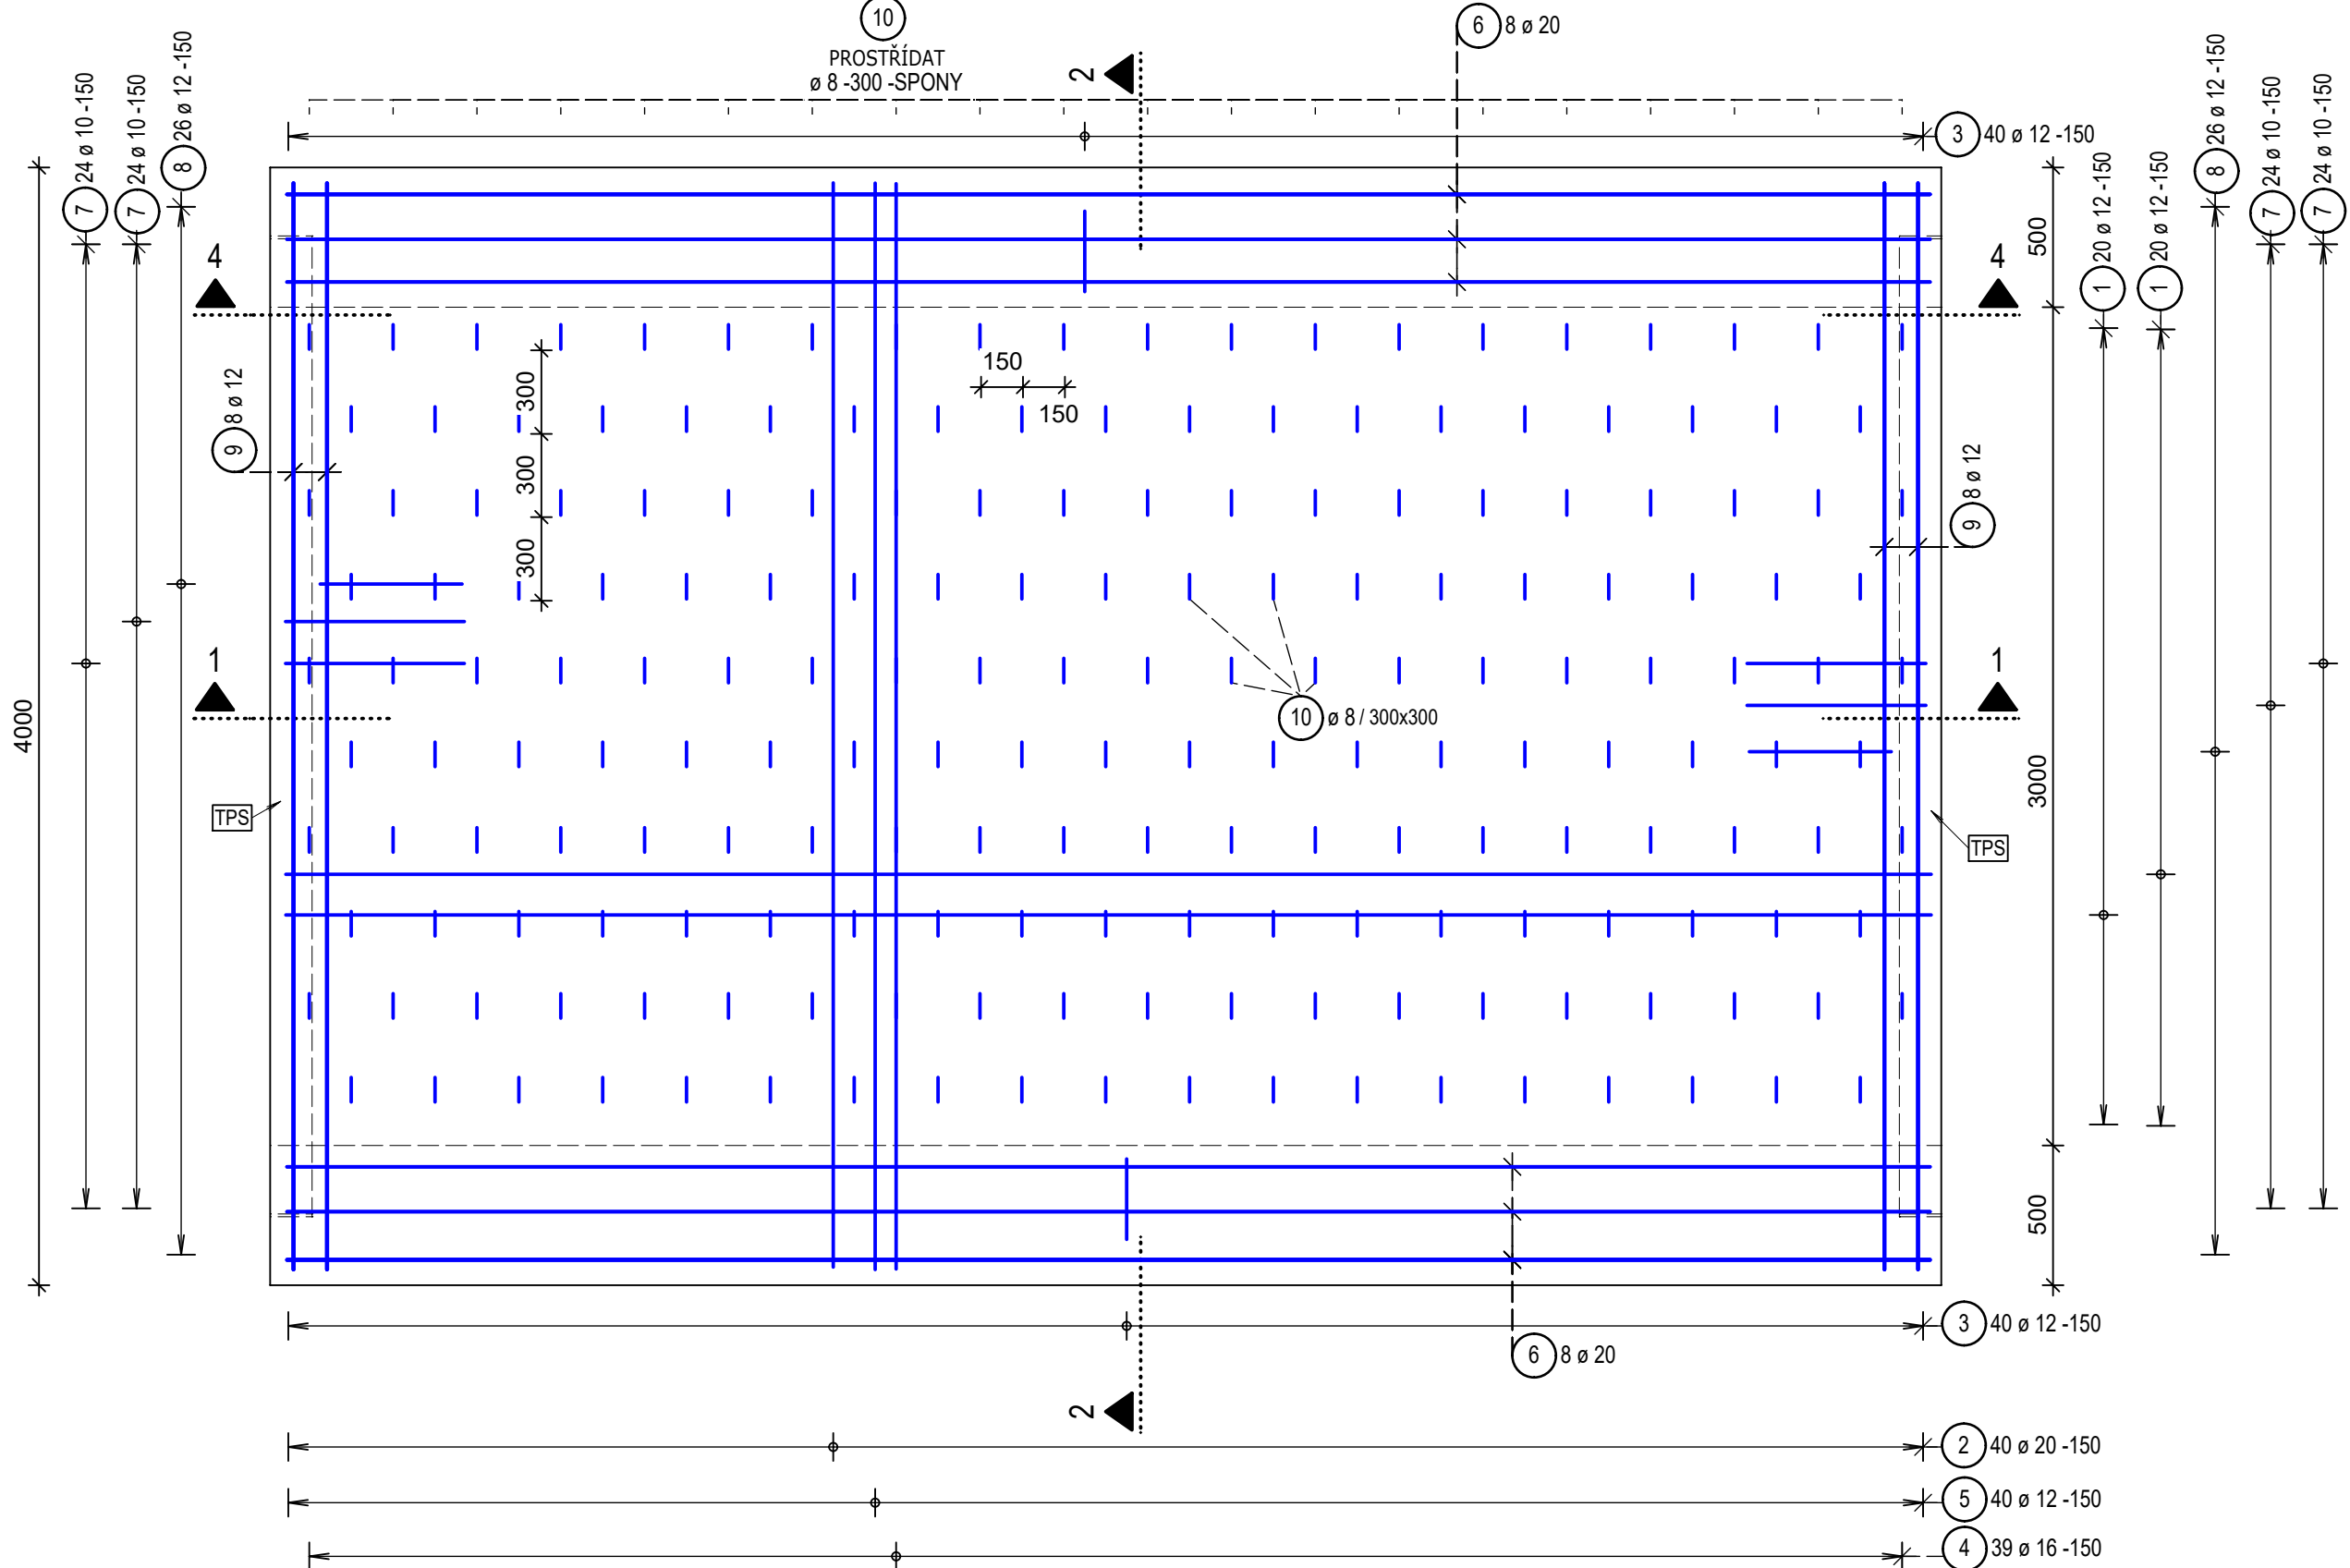 10
PROSTŘÍDAT
ø 8 -300 -SPONY
2
6 8 ø 20
3 40 ø 12 -150
7 24 ø 10 -150
7 24 ø 10 -150
8 26 ø 12 -150
1 20 ø 12 -150
1 20 ø 12 -150
8 26 ø 12 -150
7 24 ø 10 -150
7 24 ø 10 -150
500
4
4
9 8 ø 12
300
300
300
150
150
9 8 ø 12
4000
1
1
10 ø 8 / 300x300
3000
TPS
TPS
500
3 40 ø 12 -150
6 8 ø 20
2
2 40 ø 20 -150
5 40 ø 12 -150
4 39 ø 16 -150